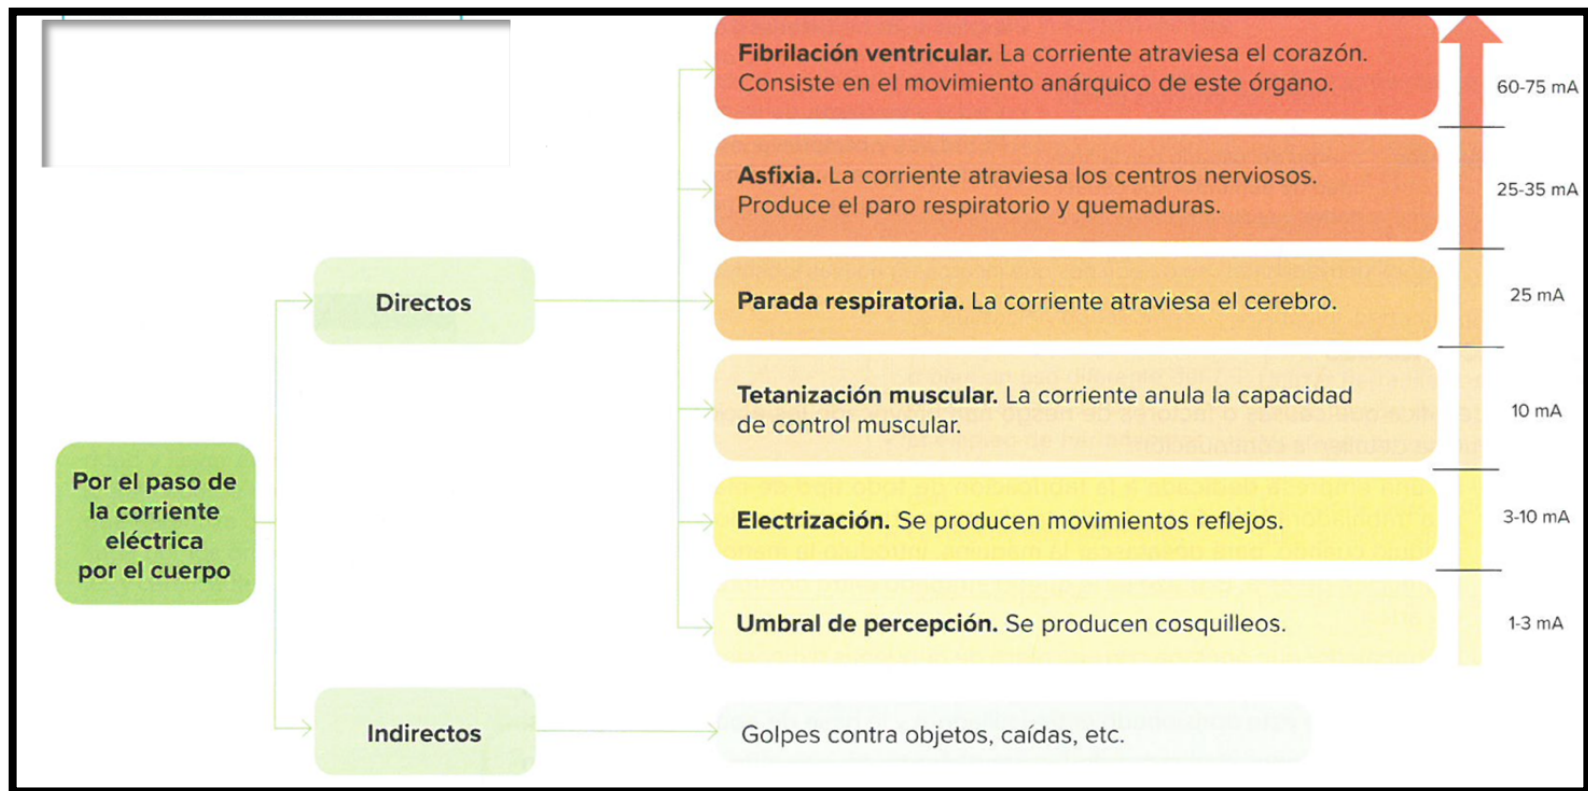 Fibrilación ventricular. La corriente atraviesa el corazón.
Consiste en el movimiento anárquico de este órgano.
60-75 mA
Asfixia. La corriente atraviesa los centros nerviosos.
Produce el paro respiratorio y quemaduras.
25-35 mA
Directos
Parada respiratoria. La corriente atraviesa el cerebro.
25 mA
Tetanización muscular. La corriente anula la capacidad
de control muscular.
10 mA
Por el paso de
la corriente
eléctrica
por el cuerpo
Electrización. Se producen movimientos reflejos.
3-10 mA
Umbral de percepción. Se producen cosquilleos.
1-3 mA
Indirectos
Golpes contra objetos, caídas, etc.